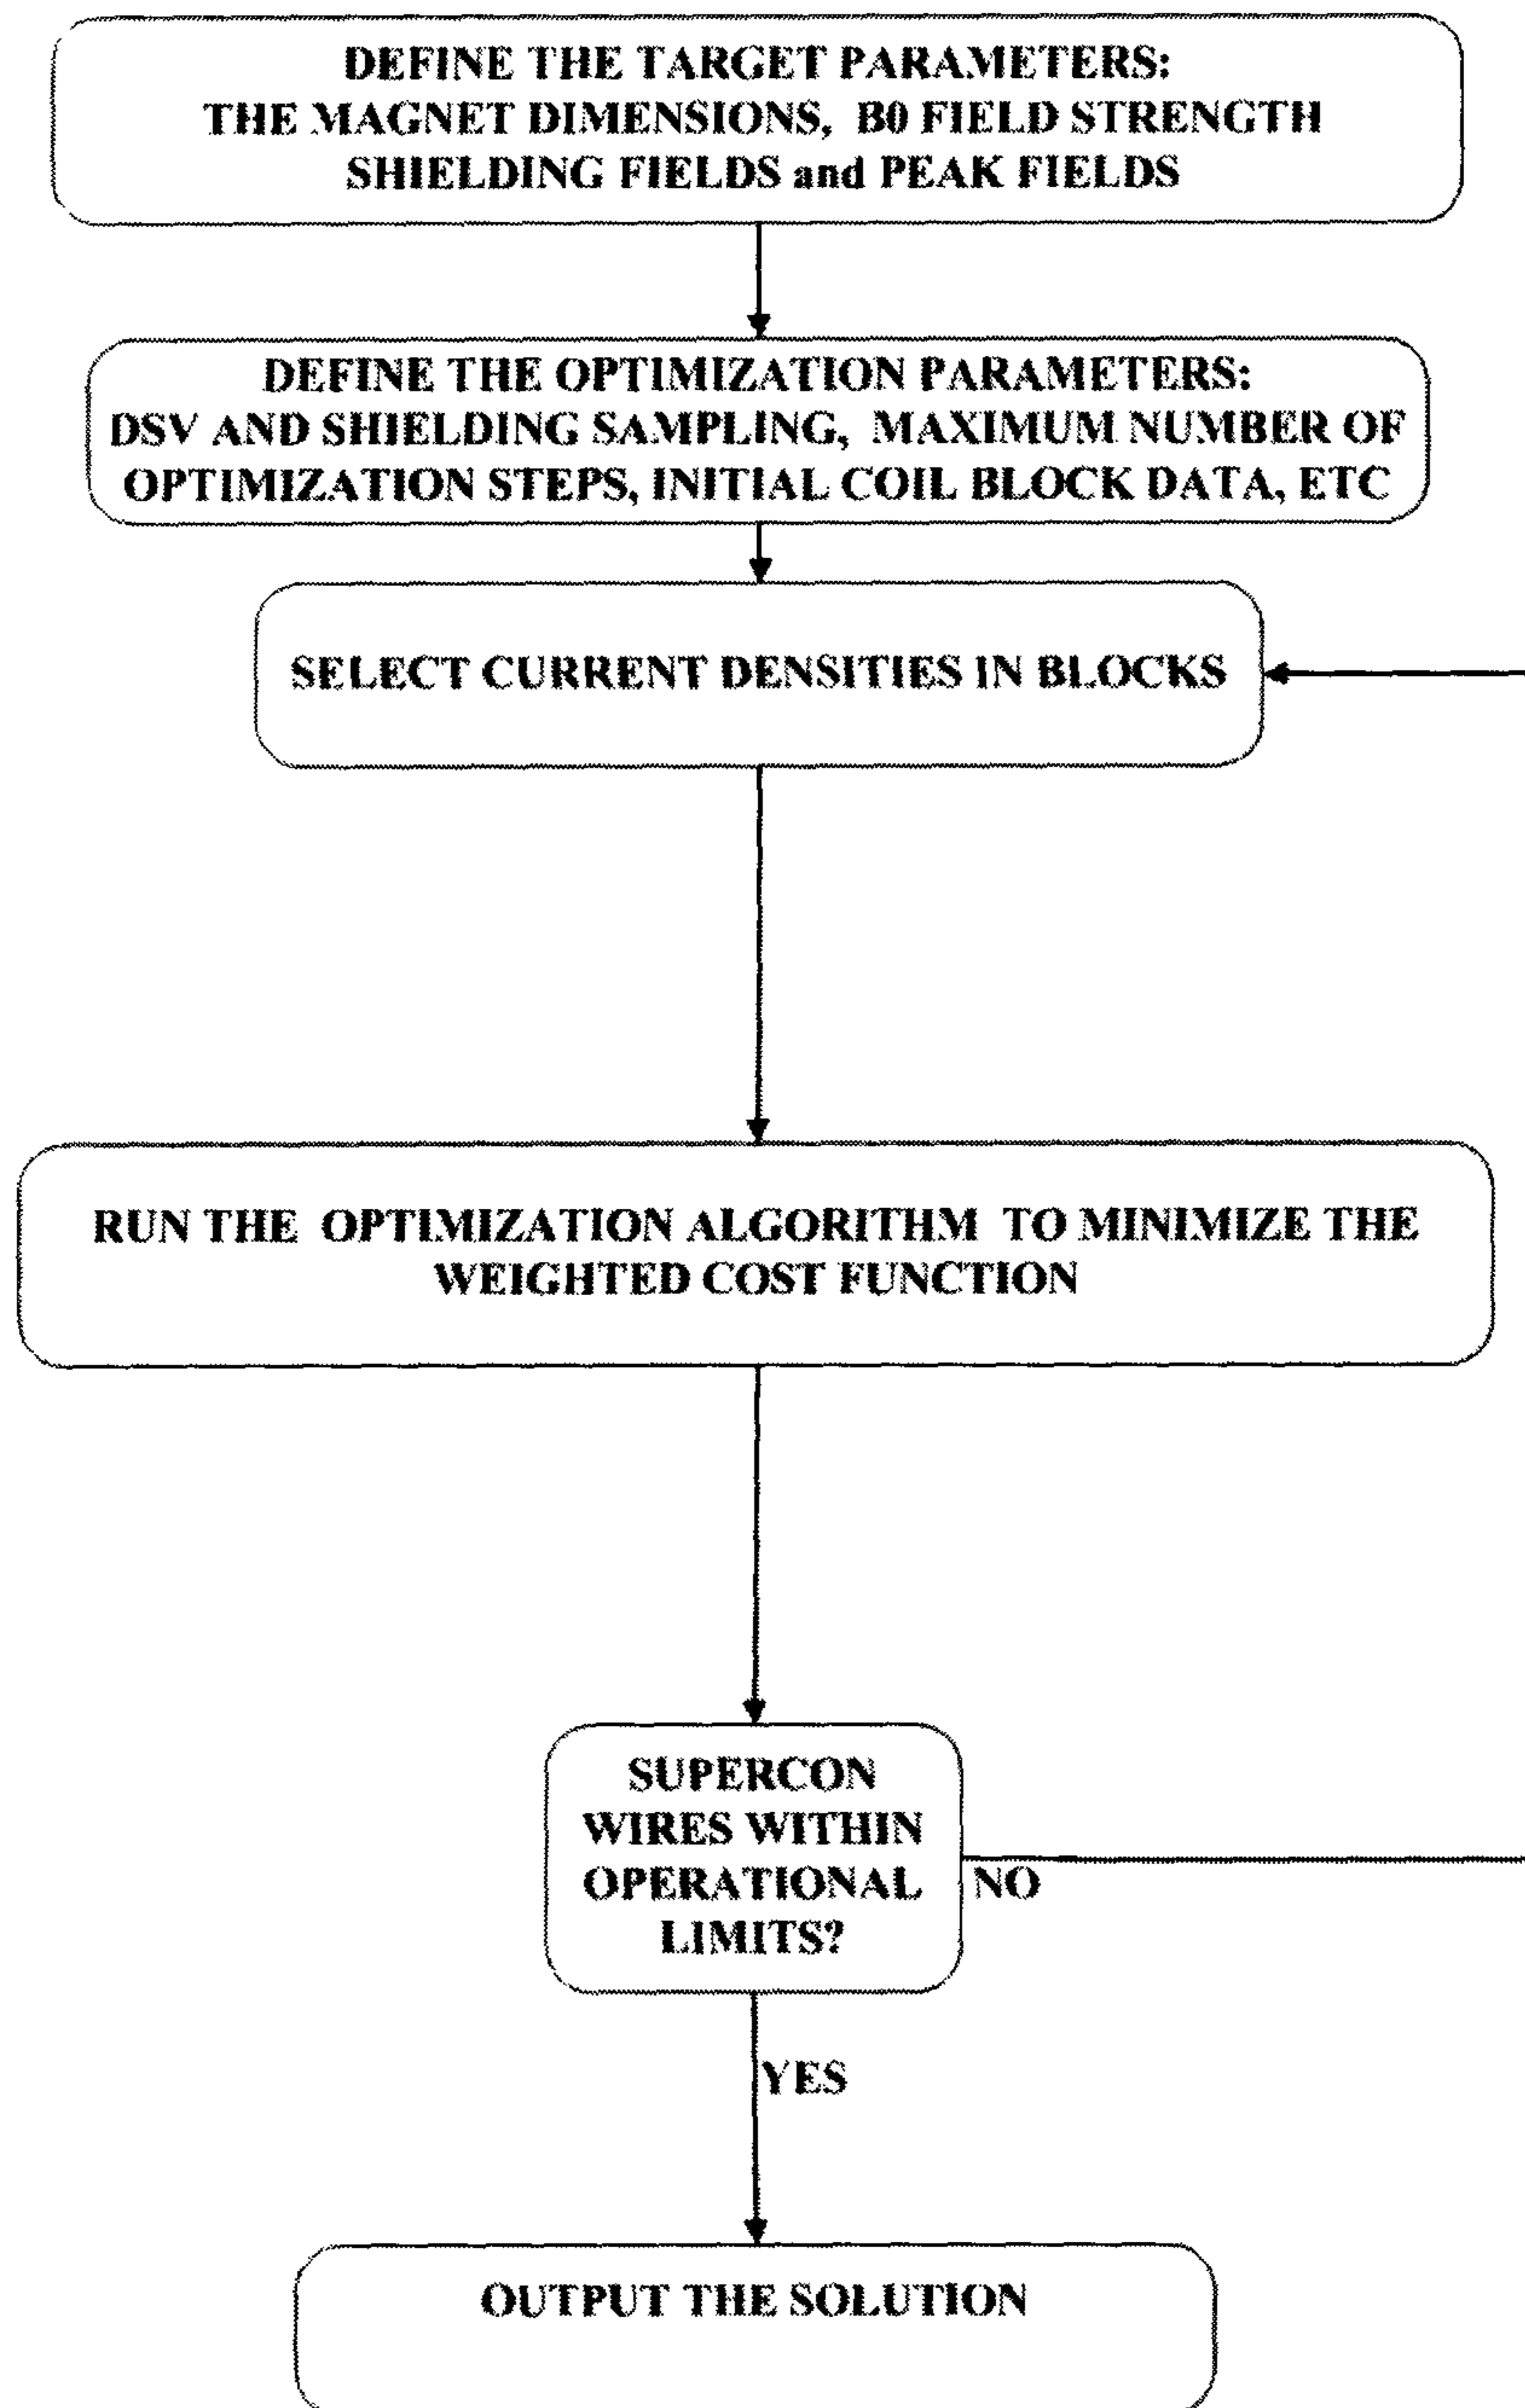 DEFINE THE TARGET PARAMETERS:
THE MAGNET DIMENSIONS, B0 FIELD STRENGTH
SHIELDING FIELDS and PEAK FIELDS
DEFINE THE OPTIMIZATION PARAMETERS:
DSV AND SHIELDING SAMPLING, MAXIMUM NUMBER OF
OPTIMIZATION STEPS, INITIAL COIL BLOCK DATA, ETC
SELECT CURRENT DENSITIES IN BLOCKS
RUN THE OPTIMIZATION ALGORITHM TO MINIMIZE THE
WEIGHTED COST FUNCTION
SUPERCON
WIRES WITHIN
OPERATIONAL
LIMITS?
NO
YES
OUTPUT THE SOLUTION